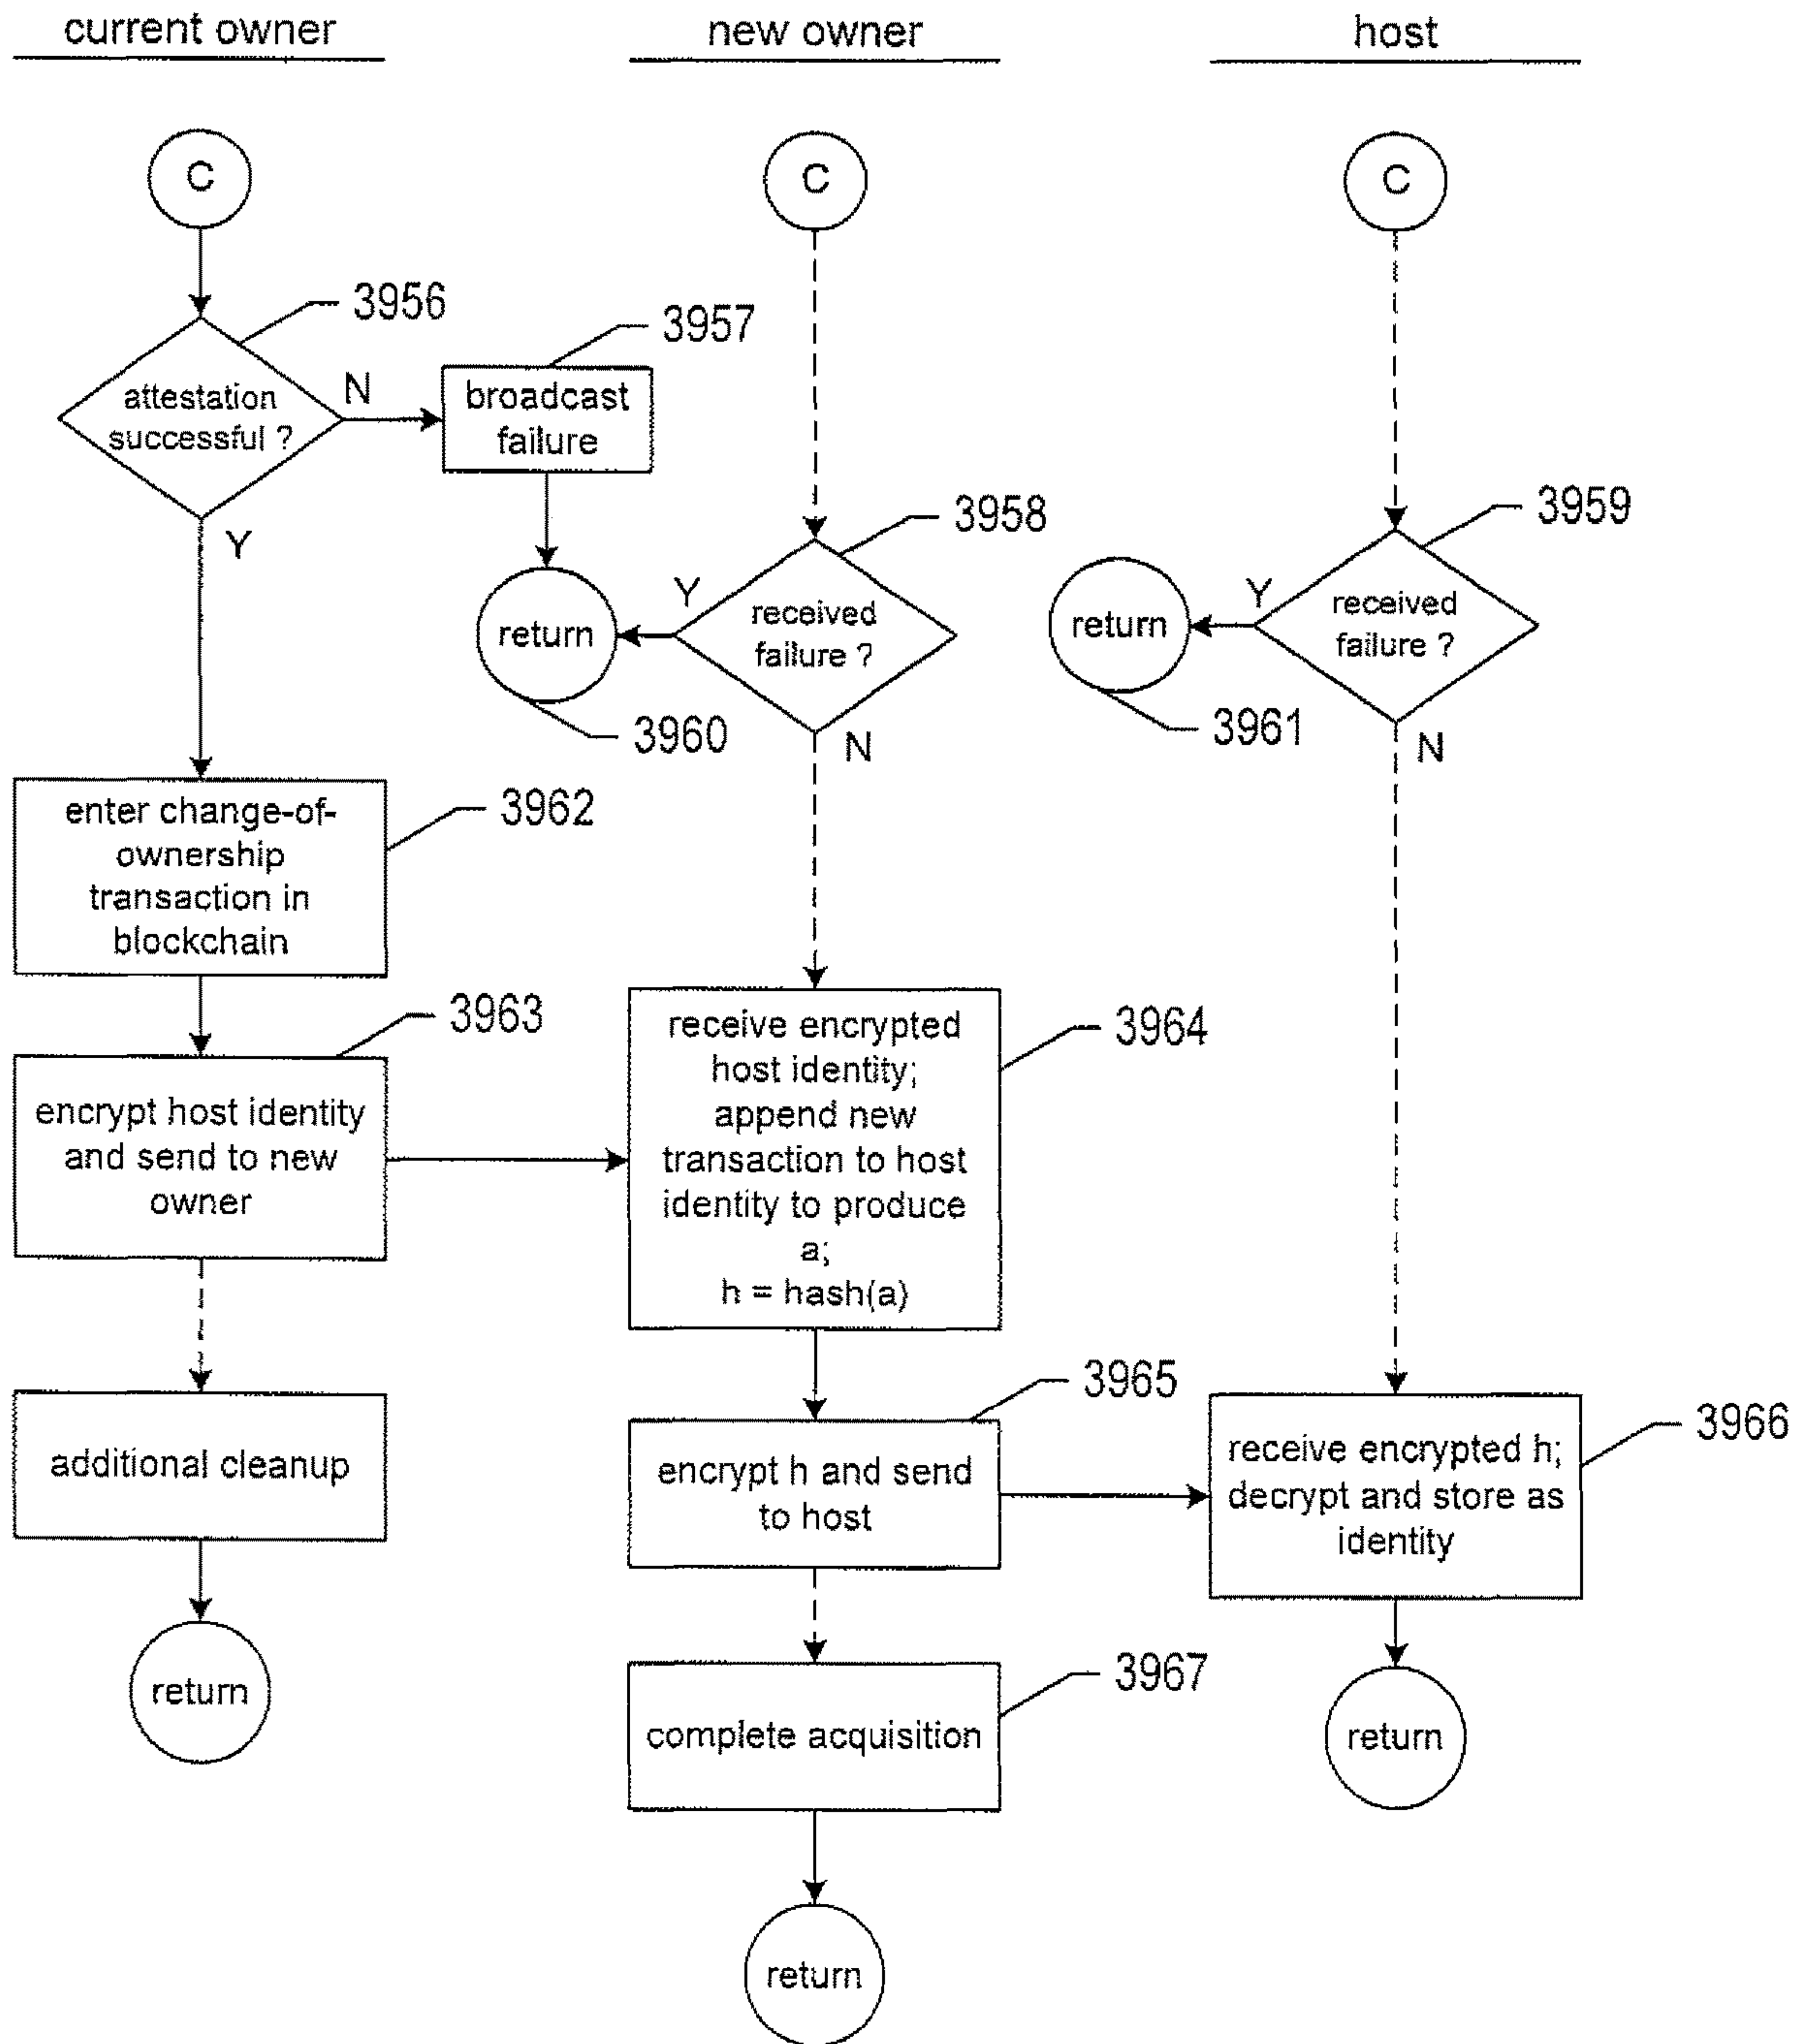 current owner
new owner
host
C
C
C
3956
attestation
successful ?
N
Y
3957
broadcast
failure
3958
received
failure ?
Y
N
return
3960
3959
received
failure ?
Y
N
return
3961
enter change-of-
ownership
transaction in
blockchain
3962
encrypt host identity
and send to new
owner
3963
receive encrypted
host identity;
append new
transaction to host
identity to produce
a;
h = hash(a)
3964
additional cleanup
encrypt h and send
to host
3965
receive encrypted h;
decrypt and store as
identity
3966
return
complete acquisition
3967
return
return